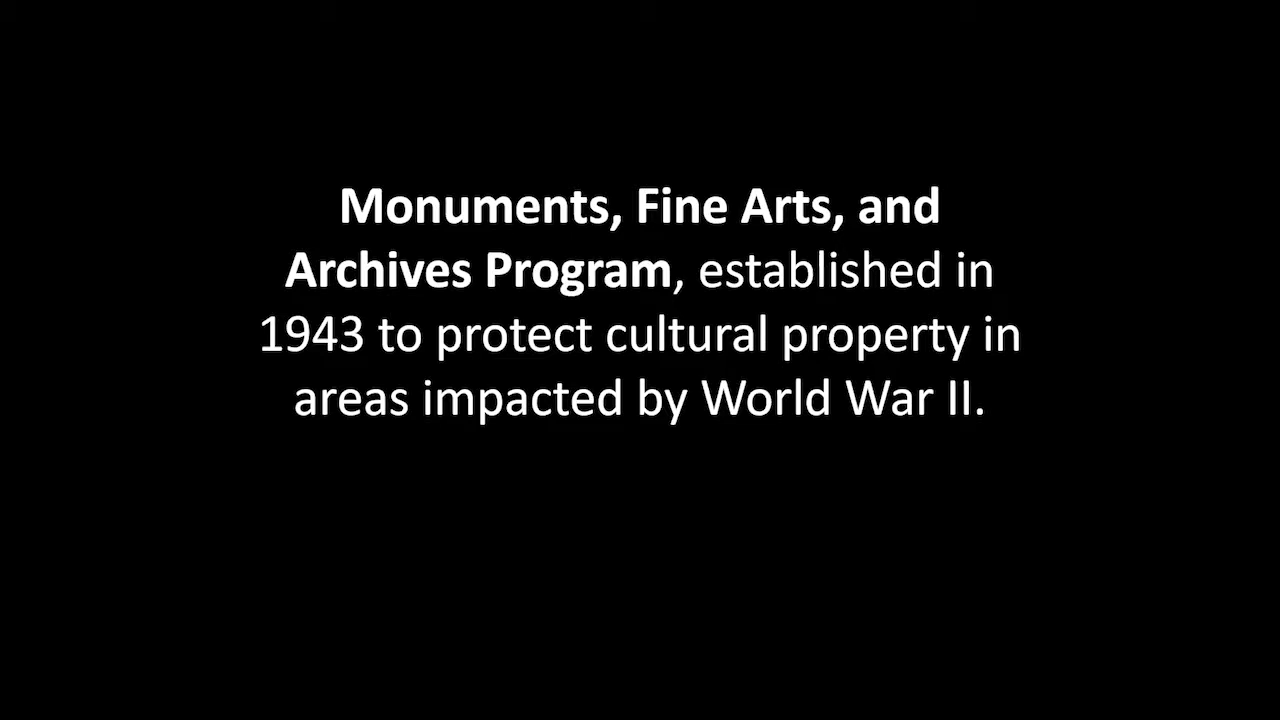 Monuments, Fine Arts, and
Archives Program, established in
1943 to protect cultural property in
areas impacted by World War II.